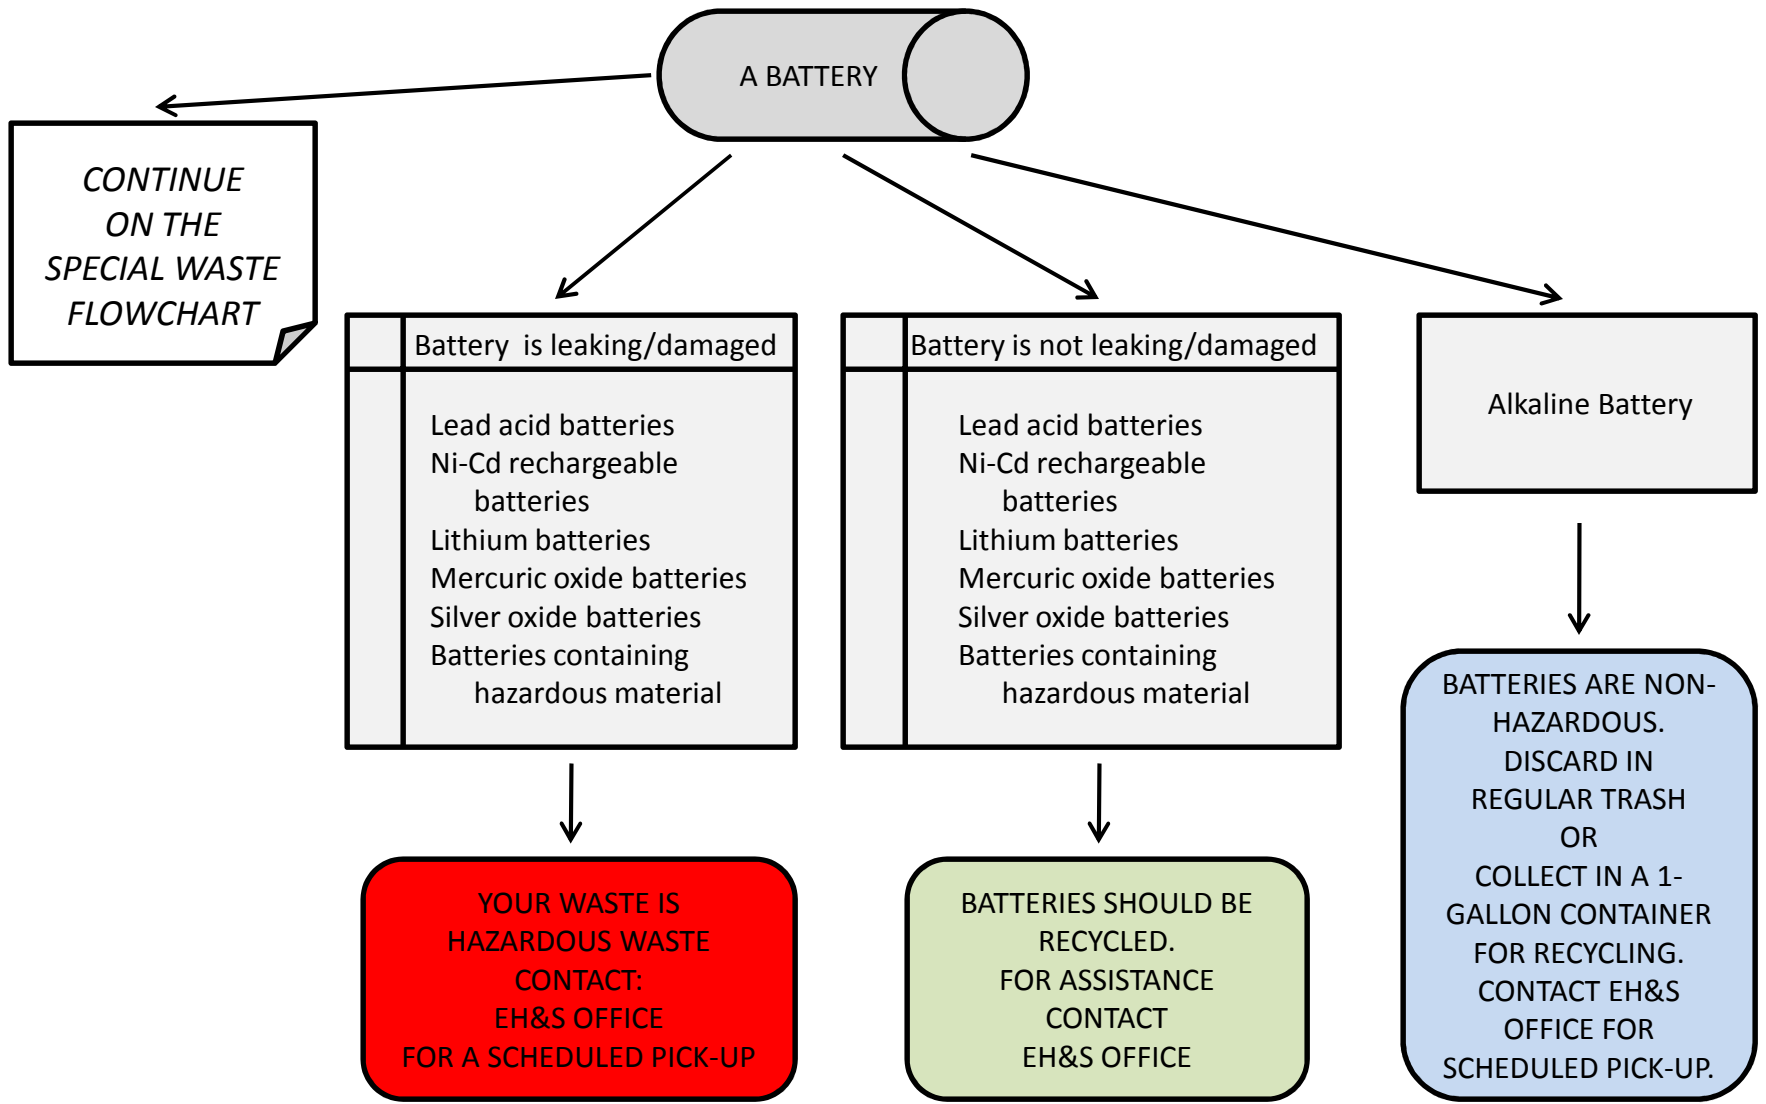 A BATTERY
CONTINUE
ON THE
SPECIAL WASTE
FLOWCHART
Battery is leaking/damaged
Lead acid batteries
Ni-Cd rechargeable
batteries
Lithium batteries
Mercuric oxide batteries
Silver oxide batteries
Batteries containing
hazardous material
Battery is not leaking/damaged
Lead acid batteries
Ni-Cd rechargeable
batteries
Lithium batteries
Mercuric oxide batteries
Silver oxide batteries
Batteries containing
hazardous material
Alkaline Battery
YOUR WASTE IS
HAZARDOUS WASTE
CONTACT:
EH&S OFFICE
FOR A SCHEDULED PICK-UP
BATTERIES SHOULD BE
RECYCLED.
FOR ASSISTANCE
CONTACT
EH&S OFFICE
BATTERIES ARE NON-
HAZARDOUS.
DISCARD IN
REGULAR TRASH
OR
COLLECT IN A 1-
GALLON CONTAINER
FOR RECYCLING.
CONTACT EH&S
OFFICE FOR
SCHEDULED PICK-UP.